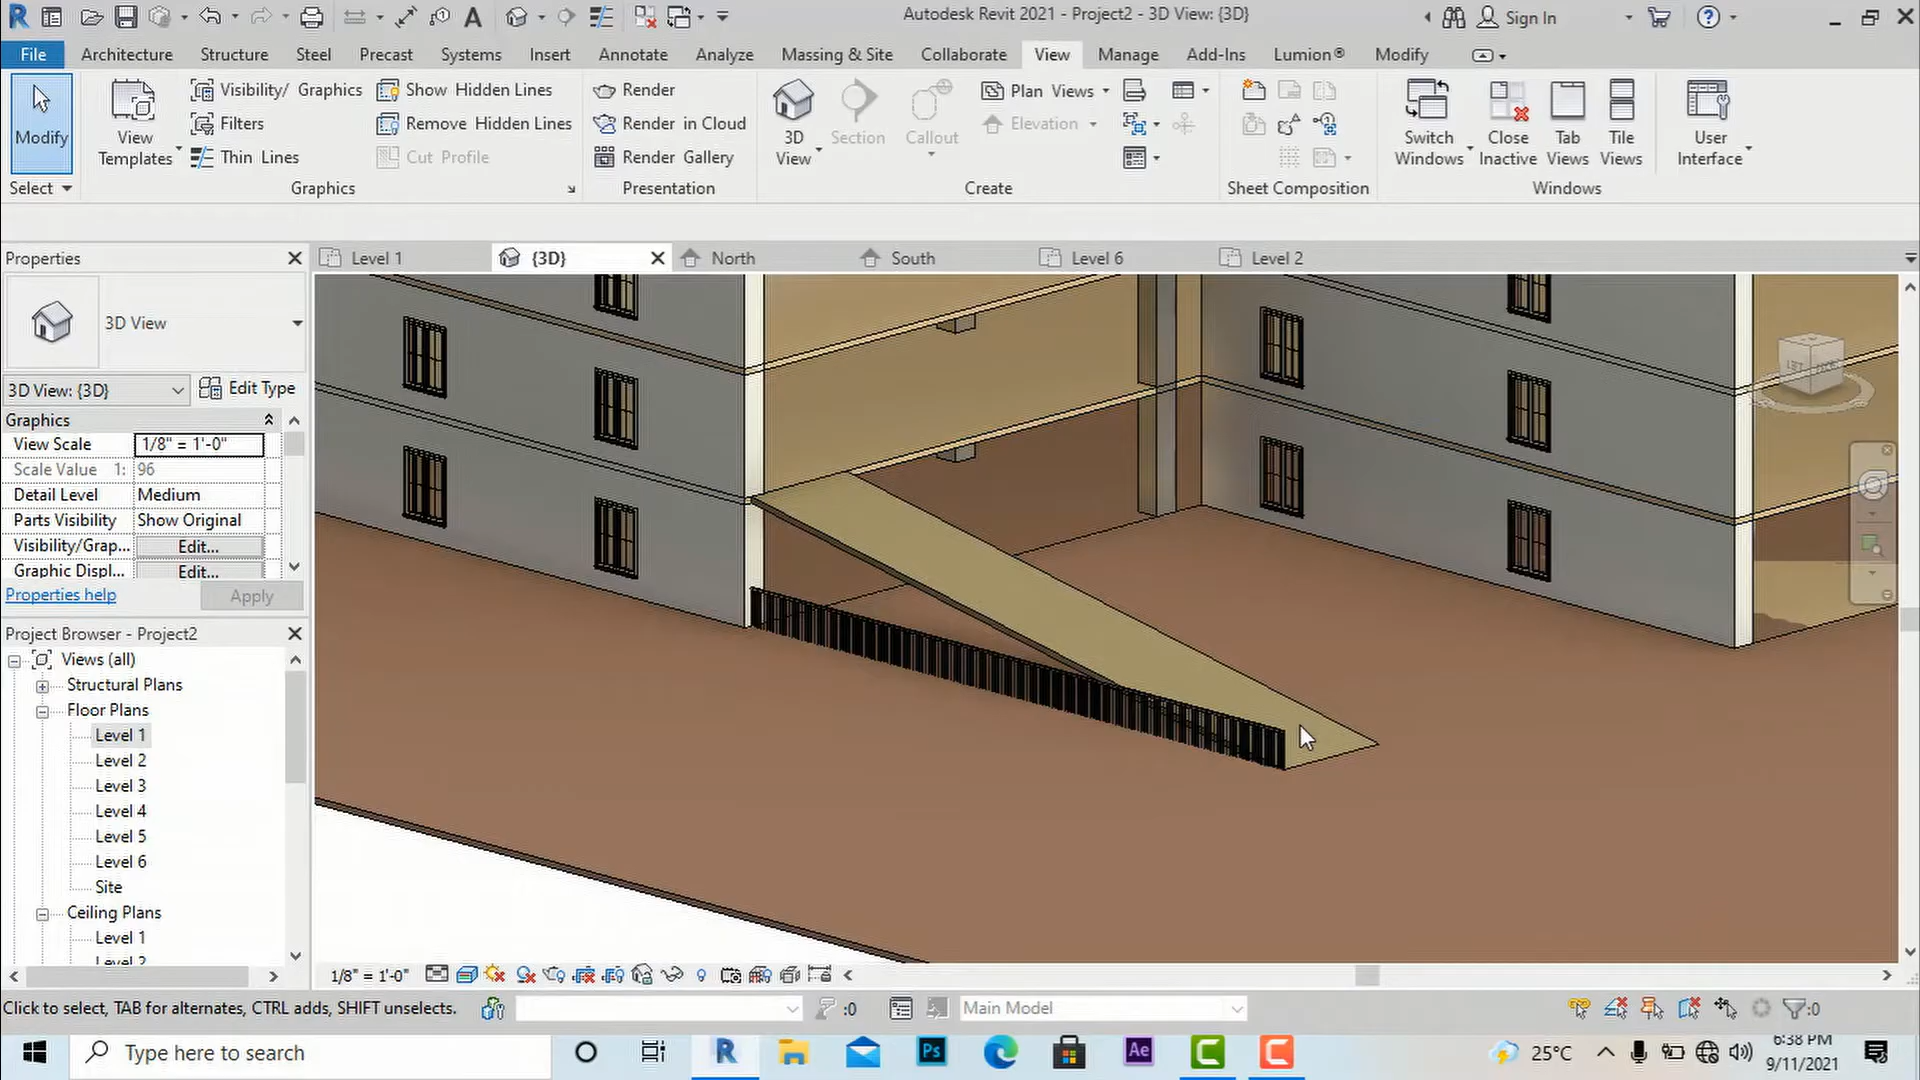 Autodesk Revit 2021 - Project2 - 3D View: {3D}
Sign In
File Architecture Structure Steel Precast Systems Insert Annotate Analyze Massing & Site Collaborate View Manage Add-Ins Lumion® Modify
Modify
Select
View Templates
Visibility/ Graphics
Filters
Thin Lines
Show Hidden Lines
Remove Hidden Lines
Cut Profile
Graphics
Render
Render in Cloud
Render Gallery
Presentation
3D View
Section
Callout
Plan Views
Elevation
Create
Sheet Composition
Switch Windows
Close Inactive
Tab Views
Tile Views
Windows
User Interface
Properties
Level 1
{3D}
North
South
Level 6
Level 2
3D View
3D View: {3D}
Edit Type
Graphics
View Scale 1/8" = 1'-0"
Scale Value 1: 96
Detail Level Medium
Parts Visibility Show Original
Visibility/Grap... Edit...
Graphic Displ... Edit...
Properties help
Apply
Project Browser - Project2
Views (all)
Structural Plans
Floor Plans
Level 1
Level 2
Level 3
Level 4
Level 5
Level 6
Site
Ceiling Plans
Level 1
Level 2
1/8" = 1'-0"
Click to select, TAB for alternates, CTRL adds, SHIFT unselects.
:0
Main Model
:0
Type here to search
Ps
Ae
25°C
6:38 PM
9/11/2021